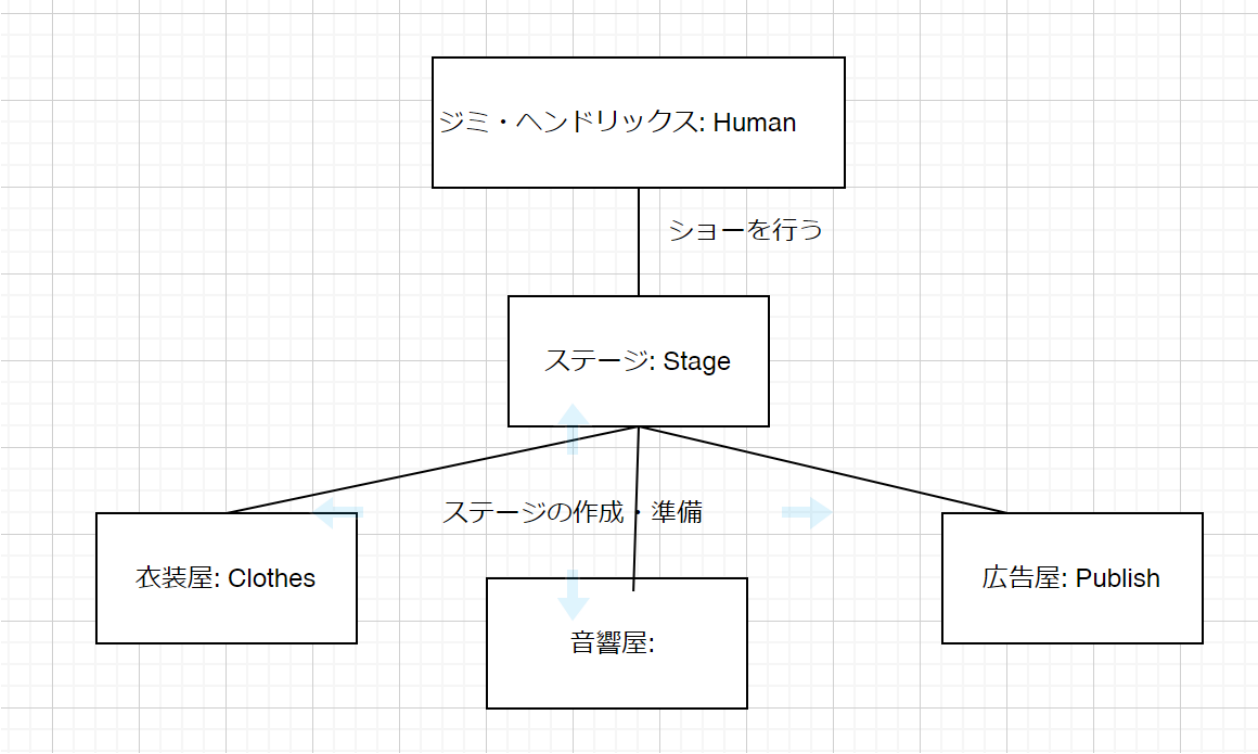 ジミ・ヘンドリックス: Human
ショーを行う
ステージ: Stage
ステージの作成・準備
衣装屋: Clothes
音響屋:
広告屋: Publish